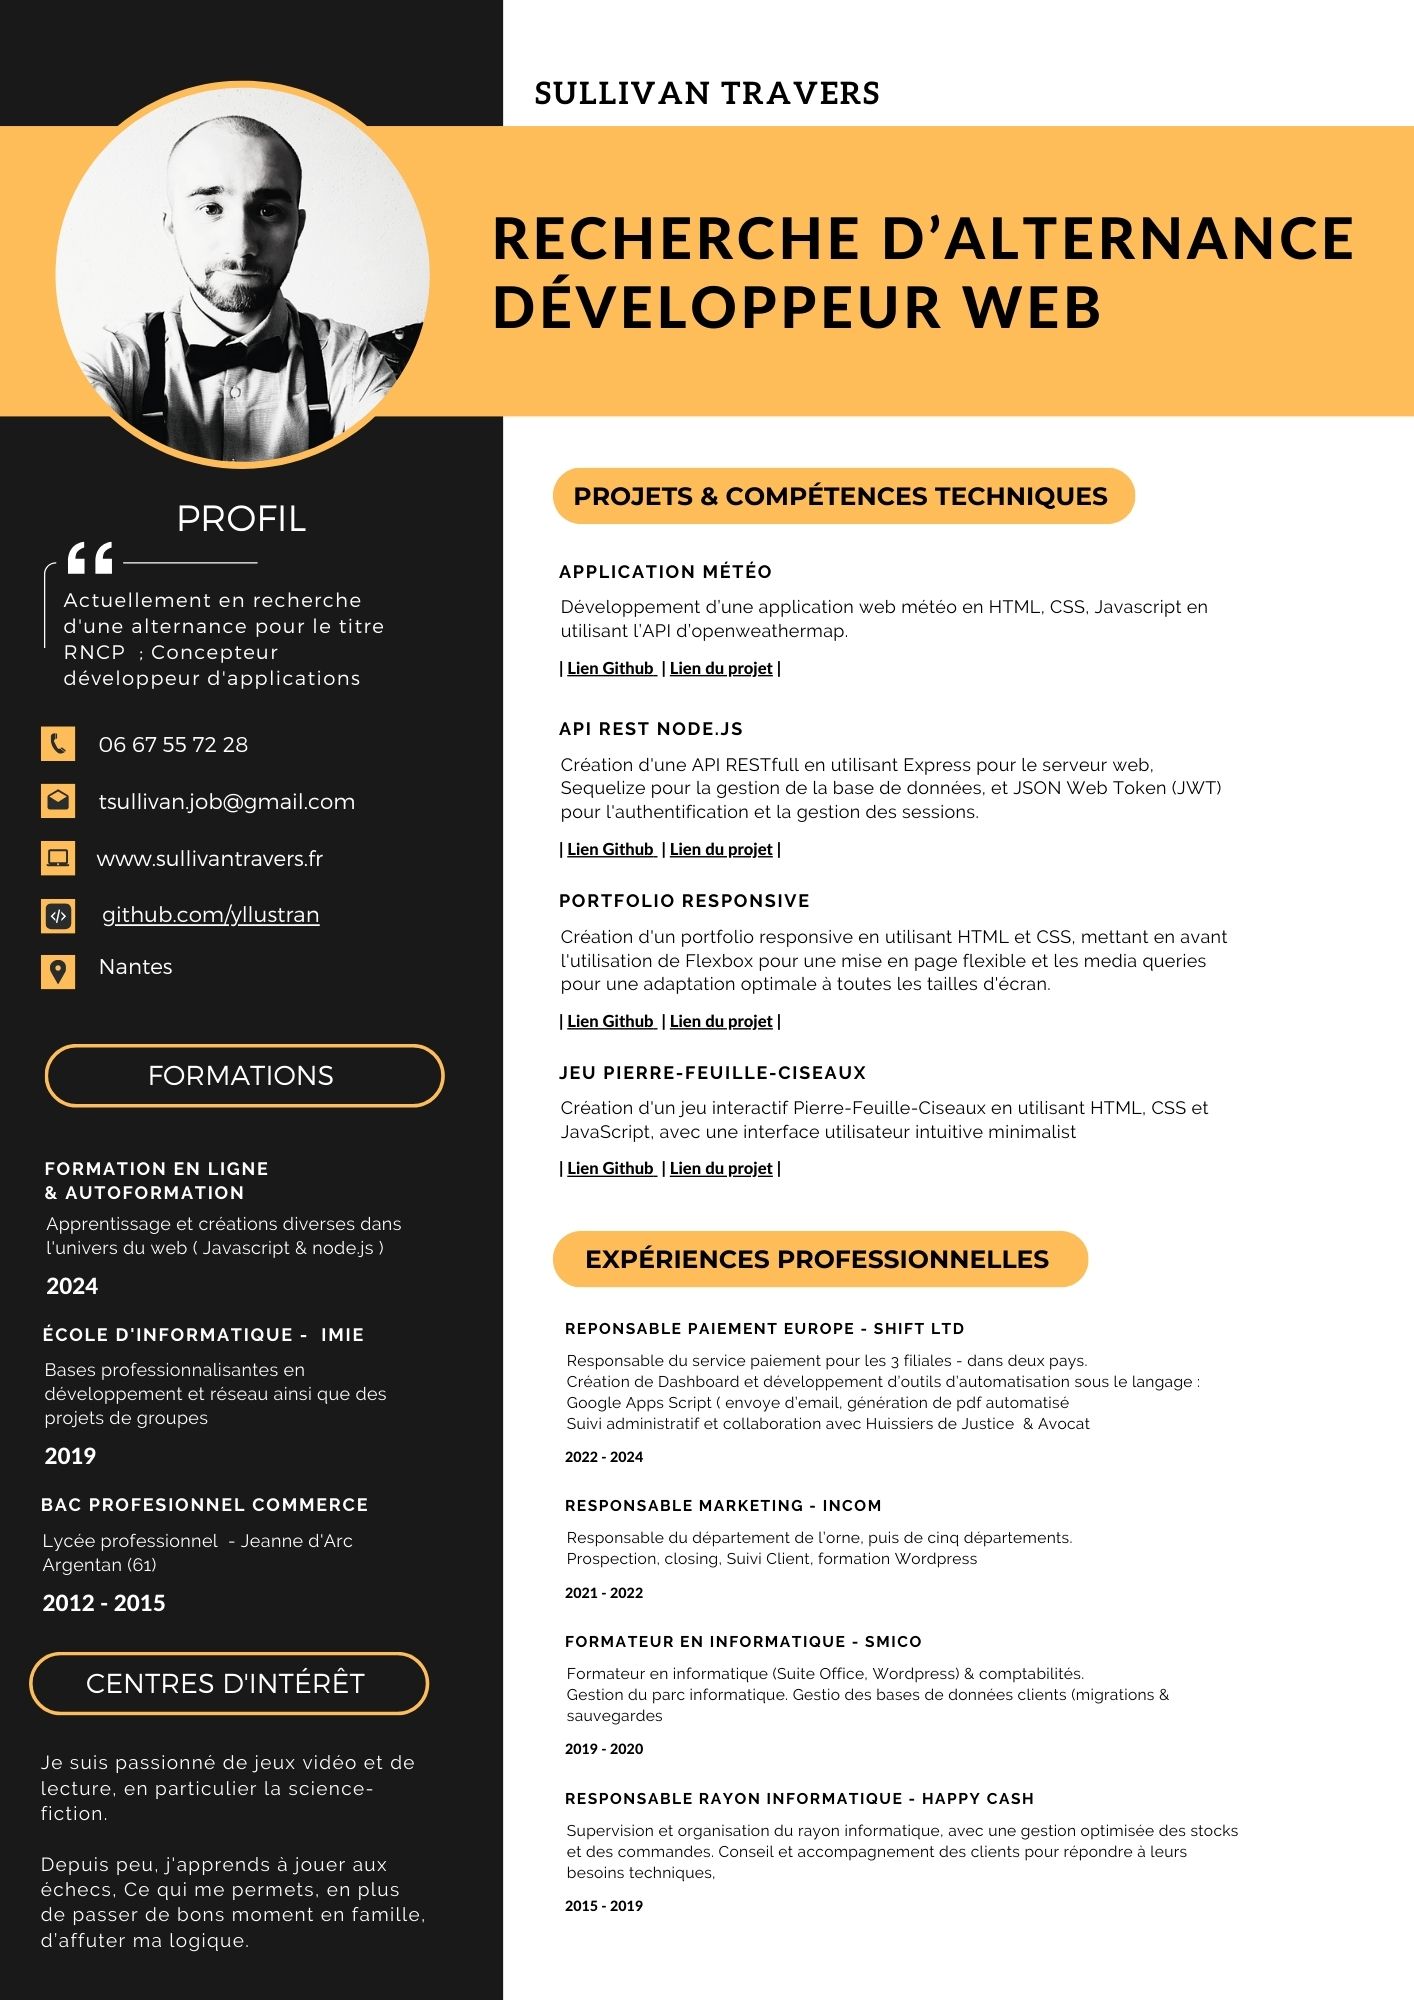 SULLIVAN TRAVERS
RECHERCHE D’ALTERNANCE
DÉVELOPPEUR WEB
PROFIL
“
Actuellement en recherche
d'une alternance pour le titre
RNCP  ; Concepteur
développeur d'applications
06 67 55 72 28
tsullivan.job@gmail.com
www.sullivantravers.fr
github.com/yllustran
Nantes
FORMATIONS
FORMATION EN LIGNE
& AUTOFORMATION
Apprentissage et créations diverses dans
l'univers du web ( Javascript & node.js )
2024
ÉCOLE D'INFORMATIQUE -  IMIE
Bases professionnalisantes en
développement et réseau ainsi que des
projets de groupes
2019
BAC PROFESIONNEL COMMERCE
Lycée professionnel  - Jeanne d'Arc
Argentan (61)
2012 - 2015
CENTRES D'INTÉRÊT
Je suis passionné de jeux vidéo et de
lecture, en particulier la science-
fiction.
Depuis peu, j'apprends à jouer aux
échecs, Ce qui me permets, en plus
de passer de bons moment en famille,
d’affuter ma logique.
PROJETS & COMPÉTENCES TECHNIQUES
APPLICATION MÉTÉO
Développement d’une application web météo en HTML, CSS, Javascript en
utilisant l’API d’openweathermap.
| Lien Github  | Lien du projet |
API REST NODE.JS
Création d'une API RESTfull en utilisant Express pour le serveur web,
Sequelize pour la gestion de la base de données, et JSON Web Token (JWT)
pour l'authentification et la gestion des sessions.
| Lien Github  | Lien du projet |
PORTFOLIO RESPONSIVE
Création d'un portfolio responsive en utilisant HTML et CSS, mettant en avant
l'utilisation de Flexbox pour une mise en page flexible et les media queries
pour une adaptation optimale à toutes les tailles d'écran.
| Lien Github  | Lien du projet |
JEU PIERRE-FEUILLE-CISEAUX
Création d'un jeu interactif Pierre-Feuille-Ciseaux en utilisant HTML, CSS et
JavaScript, avec une interface utilisateur intuitive minimalist
| Lien Github  | Lien du projet |
EXPÉRIENCES PROFESSIONNELLES
REPONSABLE PAIEMENT EUROPE - SHIFT LTD
Responsable du service paiement pour les 3 filiales - dans deux pays.
Création de Dashboard et développement d’outils d’automatisation sous le langage :
Google Apps Script ( envoye d’email, génération de pdf automatisé
Suivi administratif et collaboration avec Huissiers de Justice  & Avocat
2022 - 2024
RESPONSABLE MARKETING - INCOM
Responsable du département de l’orne, puis de cinq départements.
Prospection, closing, Suivi Client, formation Wordpress
2021 - 2022
FORMATEUR EN INFORMATIQUE - SMICO
Formateur en informatique (Suite Office, Wordpress) & comptabilités.
Gestion du parc informatique. Gestio des bases de données clients (migrations &
sauvegardes
2019 - 2020
RESPONSABLE RAYON INFORMATIQUE - HAPPY CASH
Supervision et organisation du rayon informatique, avec une gestion optimisée des stocks
et des commandes. Conseil et accompagnement des clients pour répondre à leurs
besoins techniques,
2015 - 2019